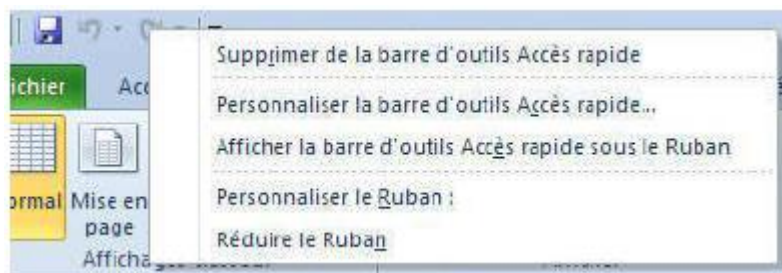 Supprimer de la barre d'outils Accès rapide
ichier Acc
Personnaliser la barre d'outils Accès rapide...
Afficher la barre d'outils Accès rapide sous le Ruban
ormal Mise en page
Personnaliser le Ruban :
Réduire le Ruban
Affichages